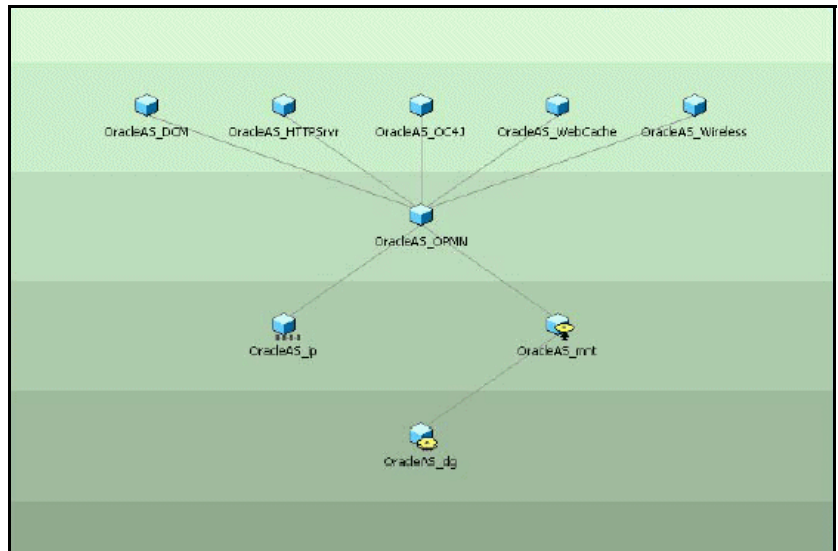 OracleAS_DCM
OracleAS_HTTPSrvr
OracleAS_OC4J
OracleAS_WebCache
OracleAS_Wireless
OracleAS_OPMN
OracleAS_ip
OracleAS_mnt
OracleAS_dg